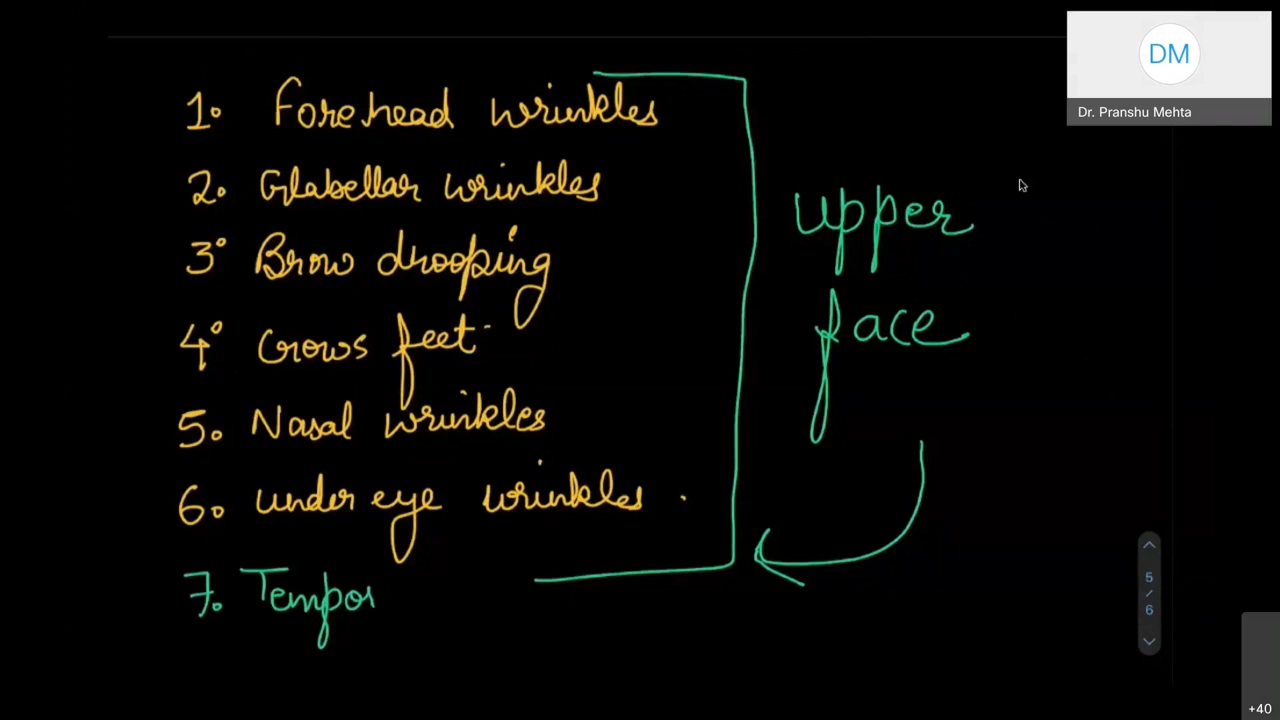 DM
Dr. Pranshu Mehta
1. Forehead wrinkles
2. Glabellar wrinkles
3. Brow drooping
4. Crows feet
5. Nasal wrinkles
6. under eye wrinkles.
7. Tempor
upper
face
5
/
6
+40